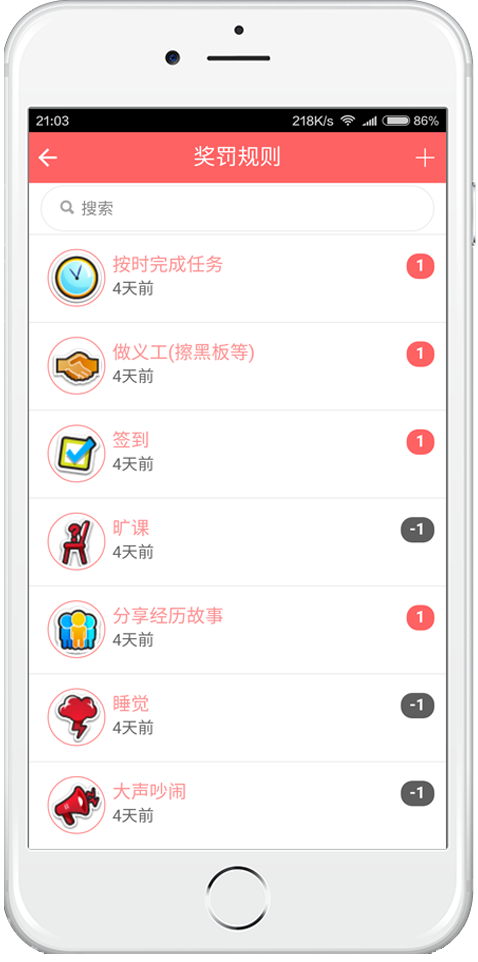 21:03 218K/s 86%
奖罚规则
搜索
按时完成任务 1
4天前
做义工(擦黑板等) 1
4天前
签到 1
4天前
旷课 -1
4天前
分享经历故事 1
4天前
睡觉 -1
4天前
大声吵闹 -1
4天前